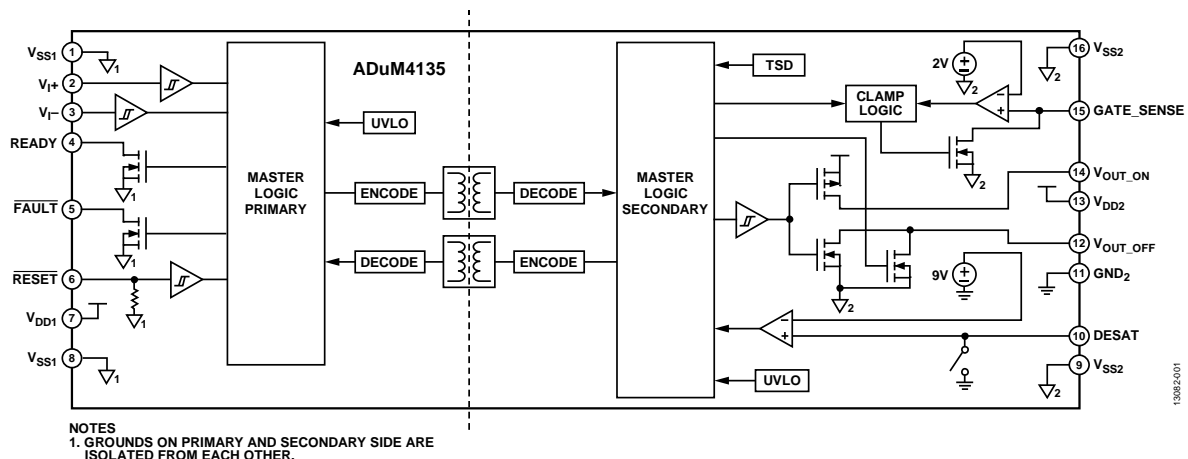 ADuM4135
VSS1 1
VI+ 2
VI− 3
READY 4
FAULT 5
RESET 6
VDD1 7
VSS1 8
1
1
1
1
1
MASTER
LOGIC
PRIMARY
UVLO
ENCODE
DECODE
DECODE
ENCODE
MASTER
LOGIC
SECONDARY
TSD
CLAMP
LOGIC
UVLO
2V
2
2
2
9V
2
2
16 VSS2
15 GATE_SENSE
14 VOUT_ON
13 VDD2
12 VOUT_OFF
11 GND2
10 DESAT
9 VSS2
13082-001
NOTES
1. GROUNDS ON PRIMARY AND SECONDARY SIDE ARE
ISOLATED FROM EACH OTHER.